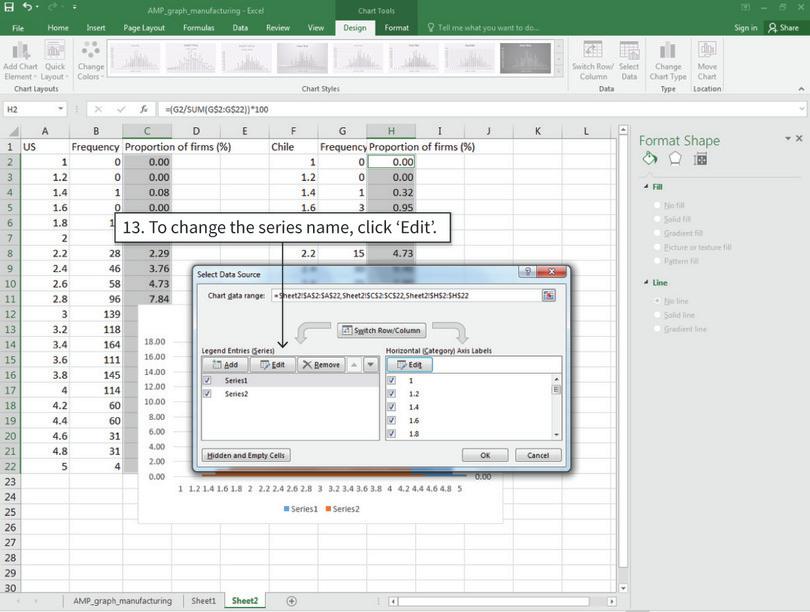 AMP_graph_manufacturing - Excel
Chart Tools
File Home Insert Page Layout Formulas Data Review View Design Format Tell me what you want to do... Sign in Share
Add Chart Element
Quick Layout
Change Colors
Switch Row/ Column
Select Data
Change Chart Type
Move Chart
Chart Layouts Chart Styles Data Type Location
H2 fx =(G2/SUM(G$2:G$22))*100
A B C D E F G H I J K L
1 US Frequency Proportion of firms (%) Chile Frequency Proportion of firms (%)
2 1 0 0.00 1 0 0.00
3 1.2 0 0.00 1.2 0 0.00
4 1.4 1 0.08 1.4 1 0.32
5 1.6 0 0.00 1.6 3 0.95
6 1.8
7 2
13. To change the series name, click ‘Edit’.
8 2.2 28 2.29 2.2 15 4.73
9 2.4 46 3.76
10 2.6 58 4.73
11 2.8 96 7.84
12 3 139
13 3.2 118
14 3.4 164
15 3.6 111
16 3.8 145
17 4 114
18 4.2 60
19 4.4 60
20 4.6 31
21 4.8 31
22 5 4
23
24
25
26
27
28
29
30
Select Data Source
Chart data range: =Sheet2!$A$2:$A$22,Sheet2!$C$2:$C$22,Sheet2!$H$2:$H$22
Switch Row/Column
Legend Entries (Series)
Add Edit Remove
Series1
Series2
Horizontal (Category) Axis Labels
Edit
1
1.2
1.4
1.6
1.8
Hidden and Empty Cells OK Cancel
18.00
16.00
14.00
12.00
10.00
8.00
6.00
4.00
2.00
0.00 0.00
1 1.2 1.4 1.6 1.8 2 2.2 2.4 2.6 2.8 3 3.2 3.4 3.6 3.8 4 4.2 4.4 4.6 4.8 5
Series1 Series2
Format Shape
Fill
No fill
Solid fill
Gradient fill
Picture or texture fill
Pattern fill
Line
No line
Solid line
Gradient line
AMP_graph_manufacturing Sheet1 Sheet2